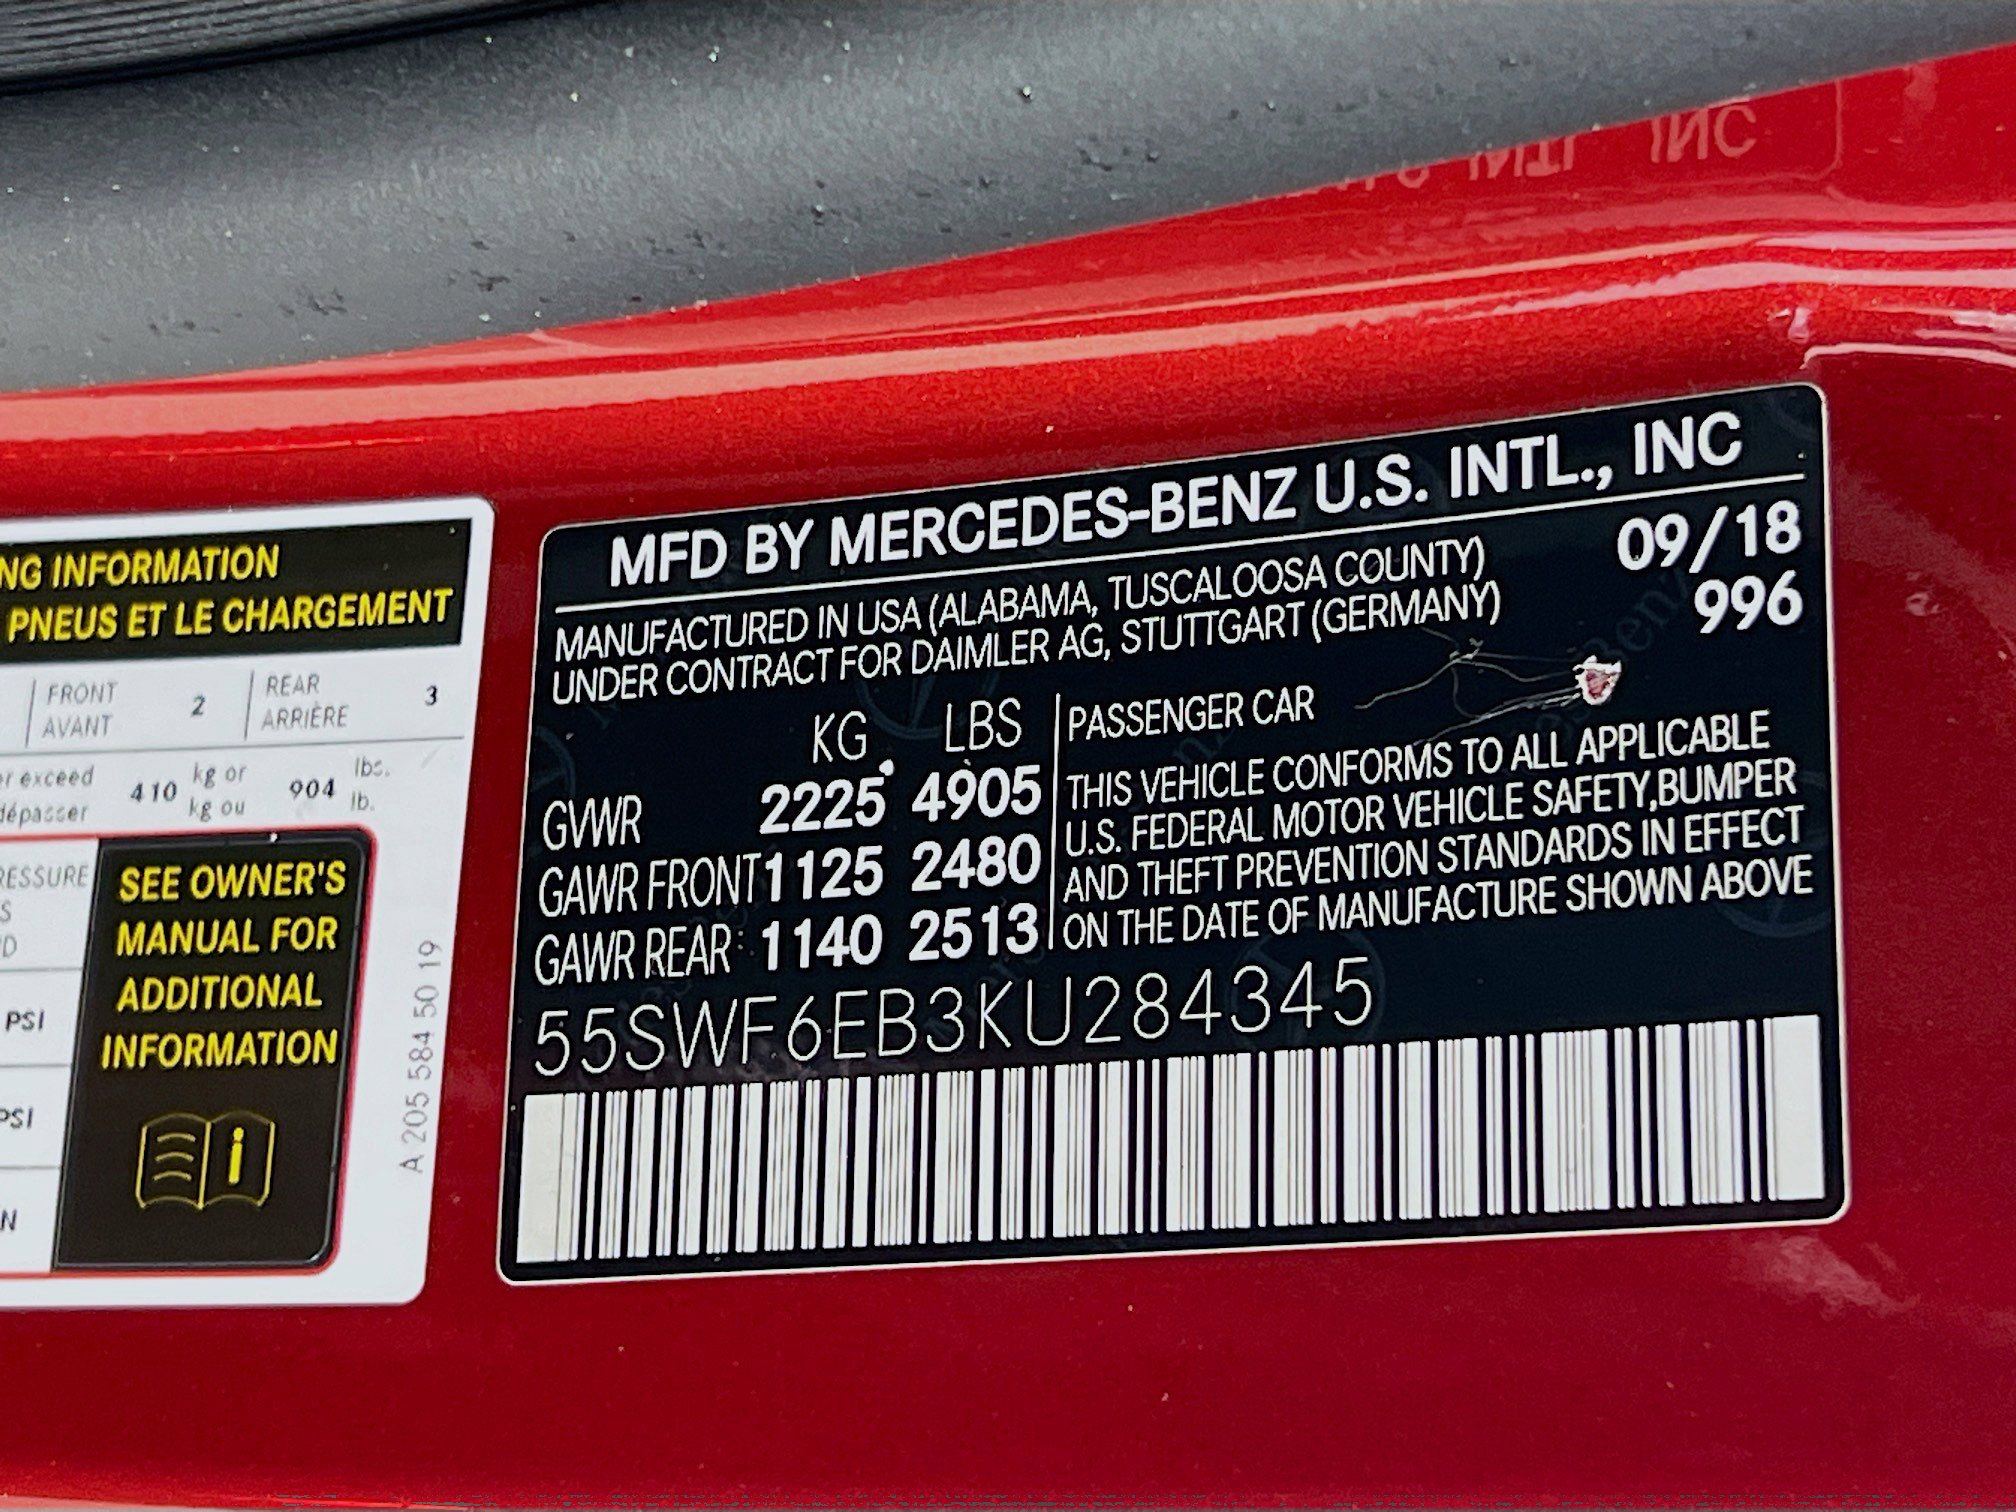 NG INFORMATION
PNEUS ET LE CHARGEMENT
FRONT
AVANT
2
REAR
ARRIÈRE
3
exceed
dépasser
410
kg or
kg ou
904
lbs.
lb.
SEE OWNER'S
MANUAL FOR
ADDITIONAL
INFORMATION
PSI
PSI
N
A 205 584 50 19
MFD BY MERCEDES-BENZ U.S. INTL., INC
MANUFACTURED IN USA (ALABAMA, TUSCALOOSA COUNTY)
UNDER CONTRACT FOR DAIMLER AG, STUTTGART (GERMANY)
09/18
996
KG LBS
GVWR 2225 4905
GAWR FRONT 1125 2480
GAWR REAR 1140 2513
PASSENGER CAR
THIS VEHICLE CONFORMS TO ALL APPLICABLE
U.S. FEDERAL MOTOR VEHICLE SAFETY,BUMPER
AND THEFT PREVENTION STANDARDS IN EFFECT
ON THE DATE OF MANUFACTURE SHOWN ABOVE
55SWF6EB3KU284345